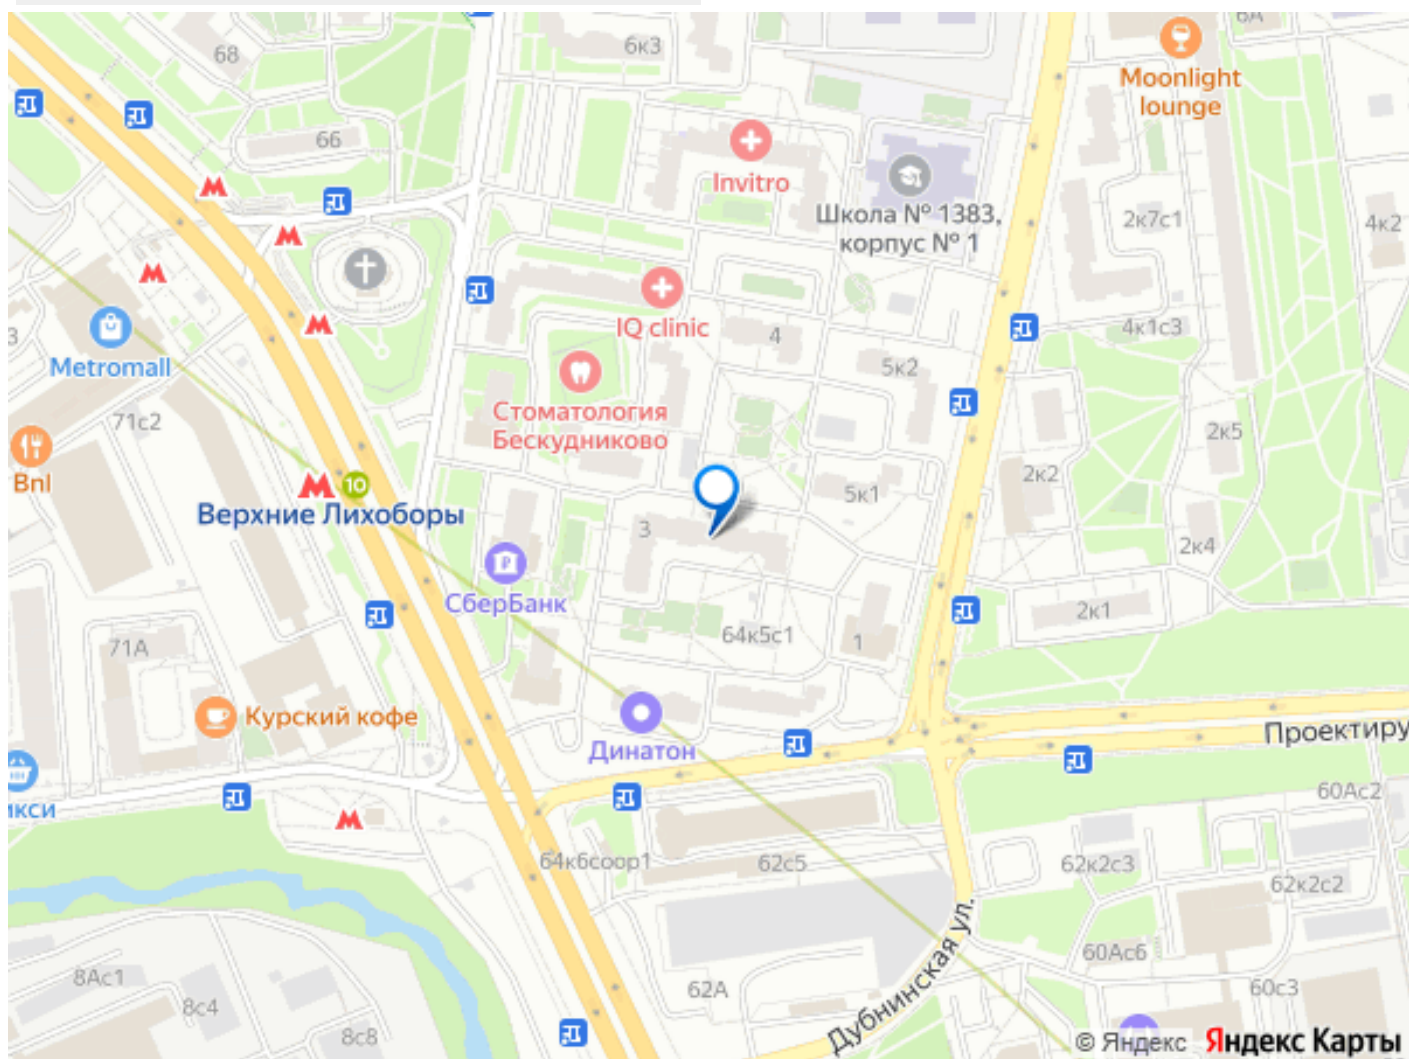 68
6к3
6А
Moonlight
lounge
66
Invitro
Школа № 1383,
корпус № 1
2к7с1
4к2
IQ clinic
4
4к1с3
3
Metromall
5к2
Стоматология
Бескудниково
71с2
2к5
Bnl
2к2
5к1
10
Верхние Лихоборы
3
2к4
СберБанк
2к1
64к5с1
1
71А
Курский кофе
Динатон
Проектиру
икси
60Ас2
64к6соор1
62с5
62к2с3
62к2с2
Дубнинская ул.
60Ас6
8Ас1
62А
60с3
8с4
8с8
© Яндекс Яндекс Карты